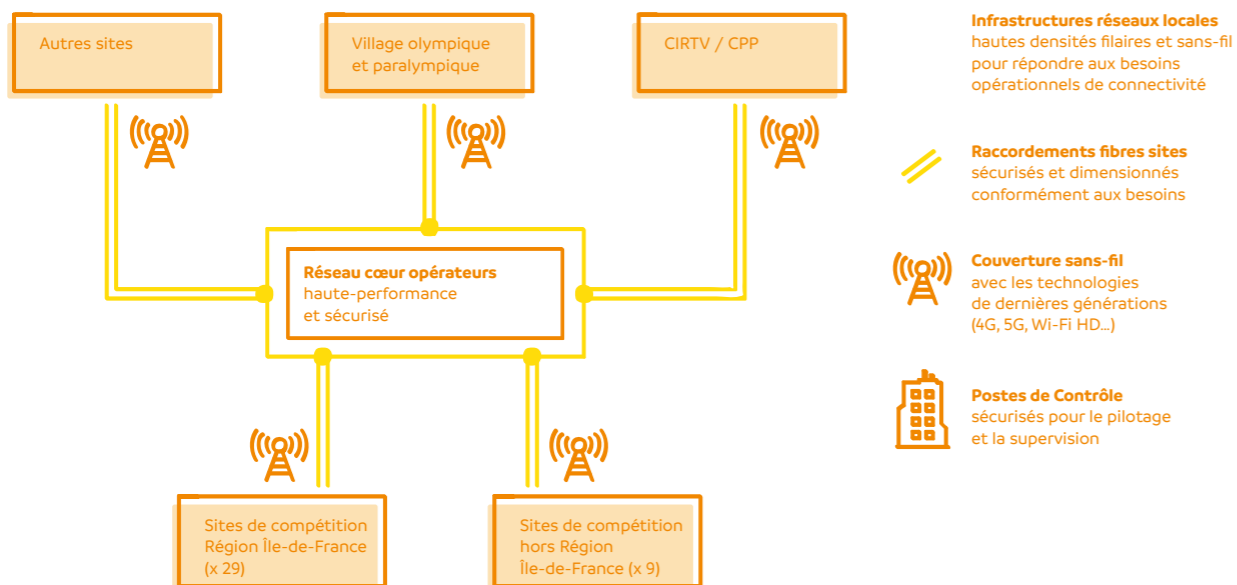 Autres sites
Village olympique
et paralympique
CIRTV / CPP
Réseau cœur opérateurs
haute-performance
et sécurisé
Sites de compétition
Région Île-de-France
(x 29)
Sites de compétition
hors Région
Île-de-France (x 9)
Infrastructures réseaux locales
hautes densités filaires et sans-fil
pour répondre aux besoins
opérationnels de connectivité
Raccordements fibres sites
sécurisés et dimensionnés
conformément aux besoins
Couverture sans-fil
avec les technologies
de dernières générations
(4G, 5G, Wi-Fi HD…)
Postes de Contrôle
sécurisés pour le pilotage
et la supervision